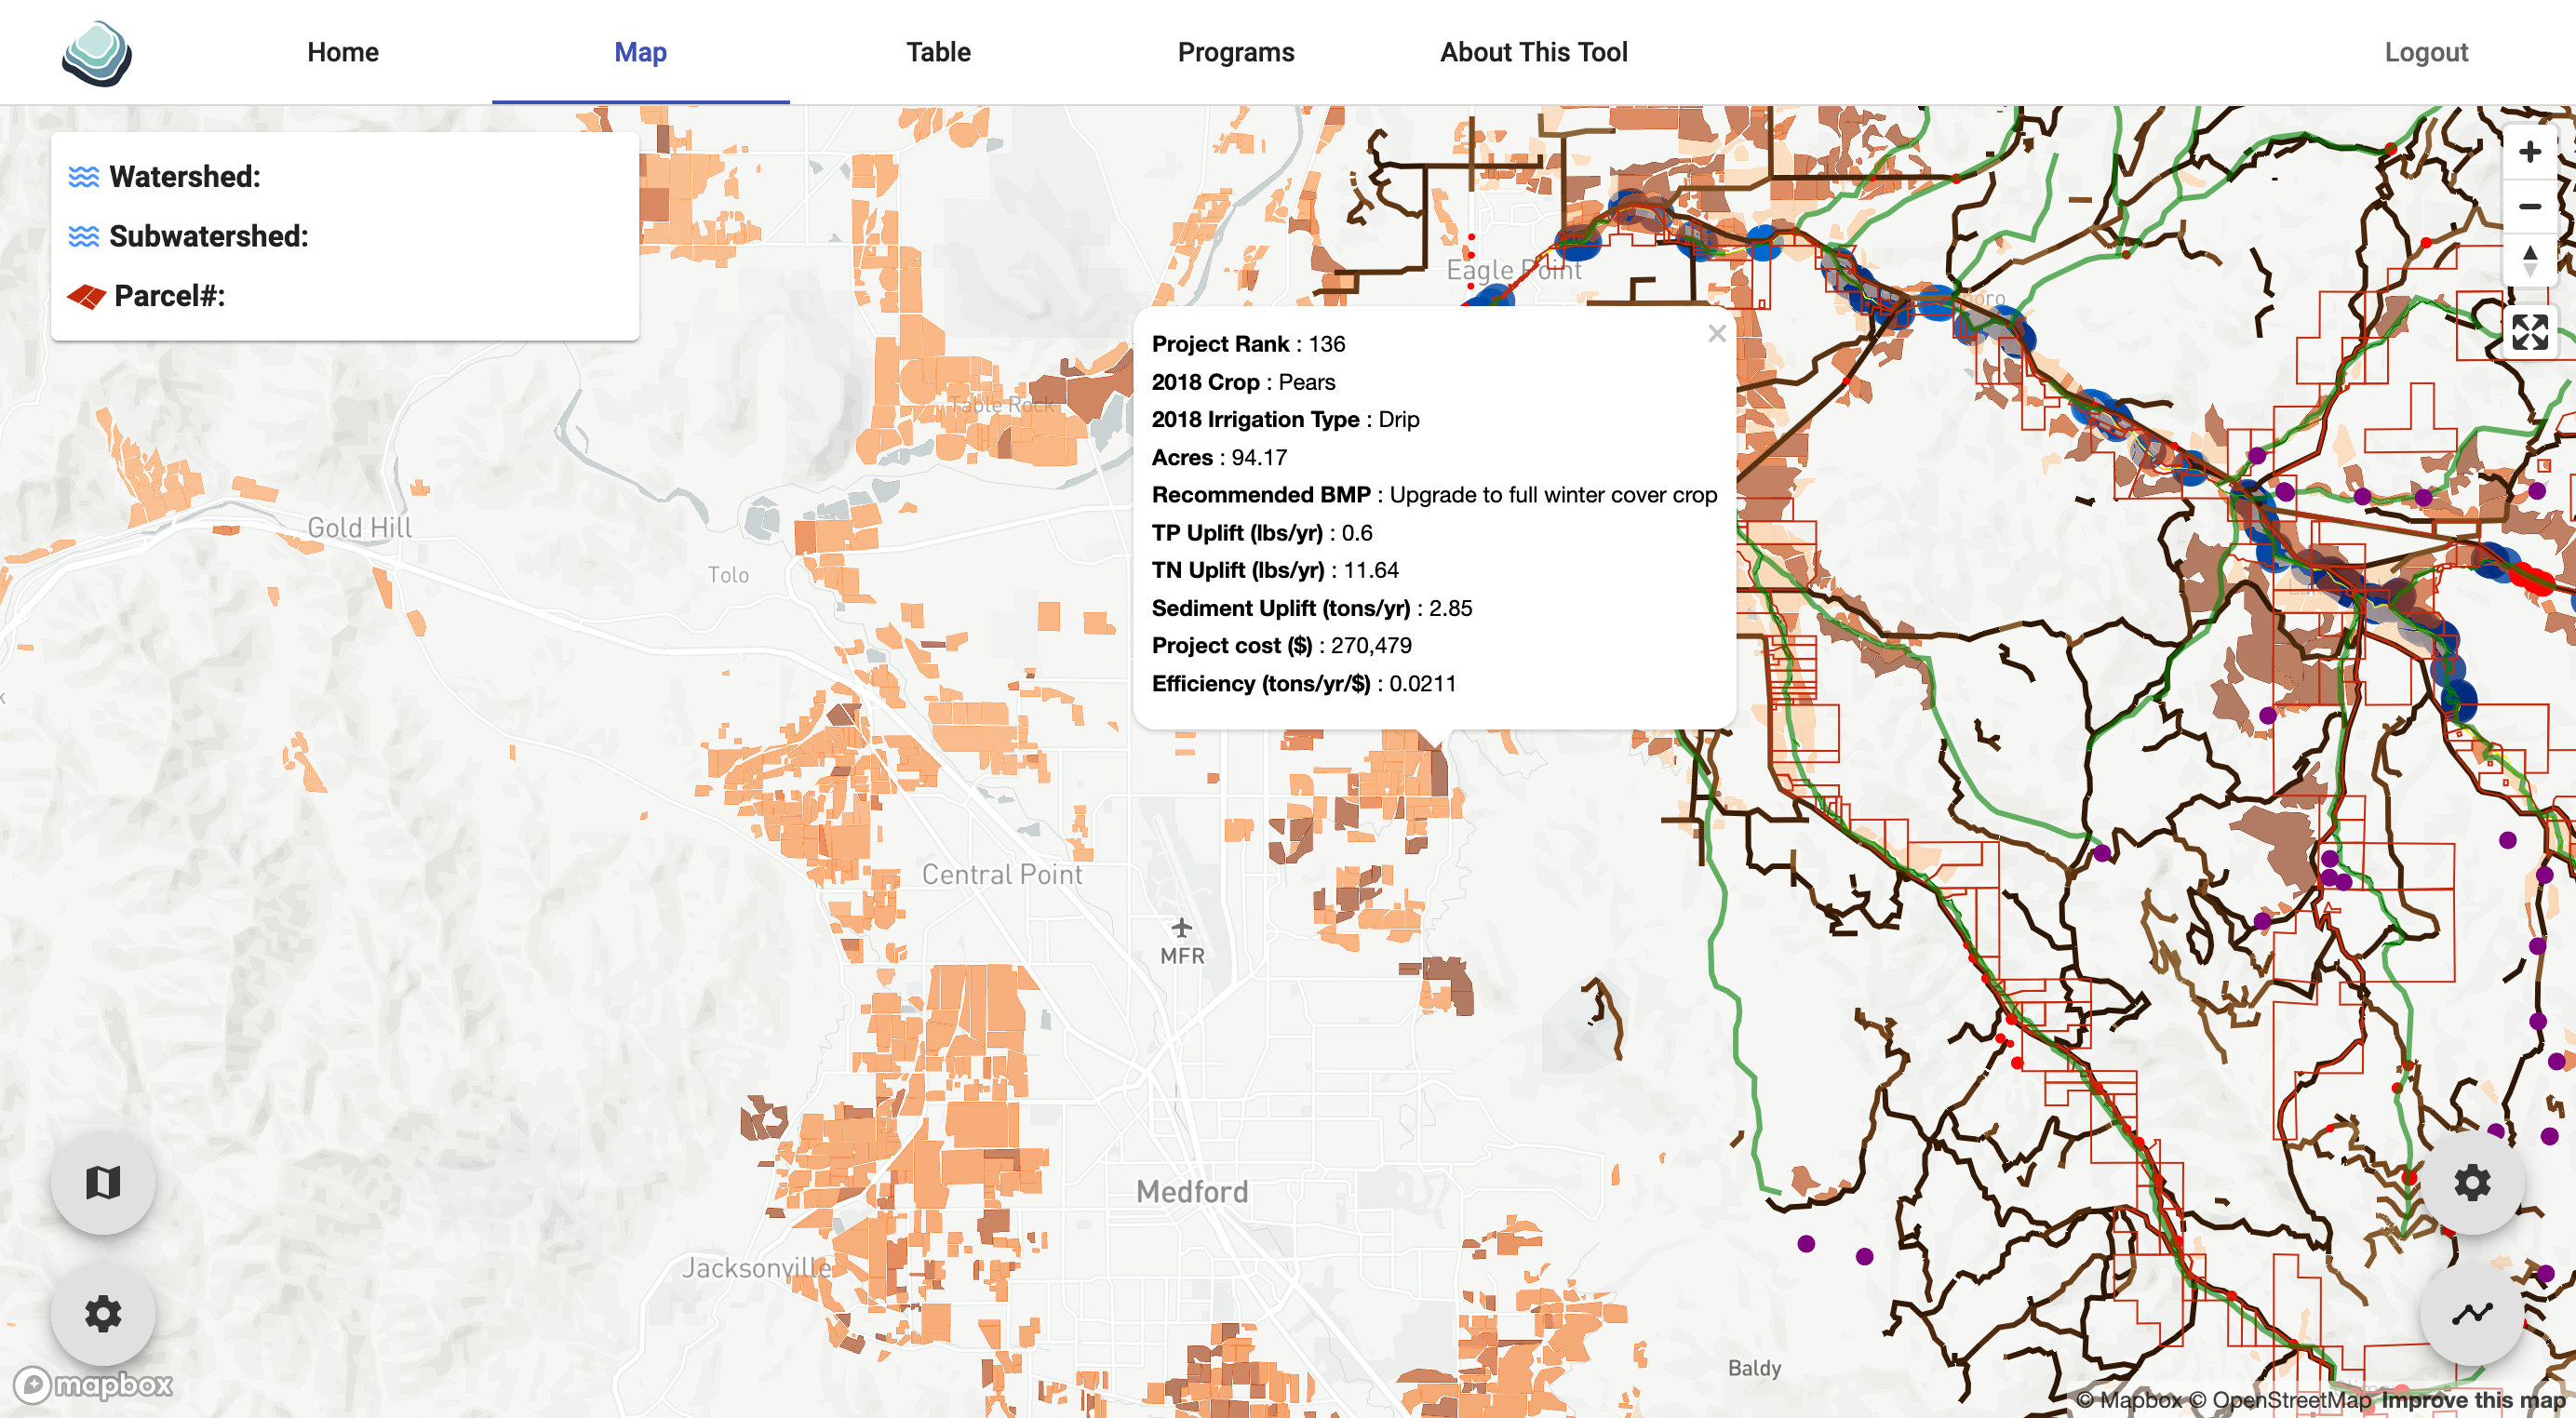 Home
Map
Table
Programs
About This Tool
Logout
Watershed:
Subwatershed:
Parcel#:
Eagle Point
Project Rank : 136
2018 Crop : Pears
2018 Irrigation Type : Drip
Acres : 94.17
Recommended BMP : Upgrade to full winter cover crop
TP Uplift (lbs/yr) : 0.6
TN Uplift (lbs/yr) : 11.64
Sediment Uplift (tons/yr) : 2.85
Project cost ($) : 270,479
Efficiency (tons/yr/$) : 0.0211
Table Rock
Gold Hill
Tolo
Central Point
MFR
Medford
Jacksonville
Baldy
mapbox
© Mapbox © OpenStreetMap Improve this map